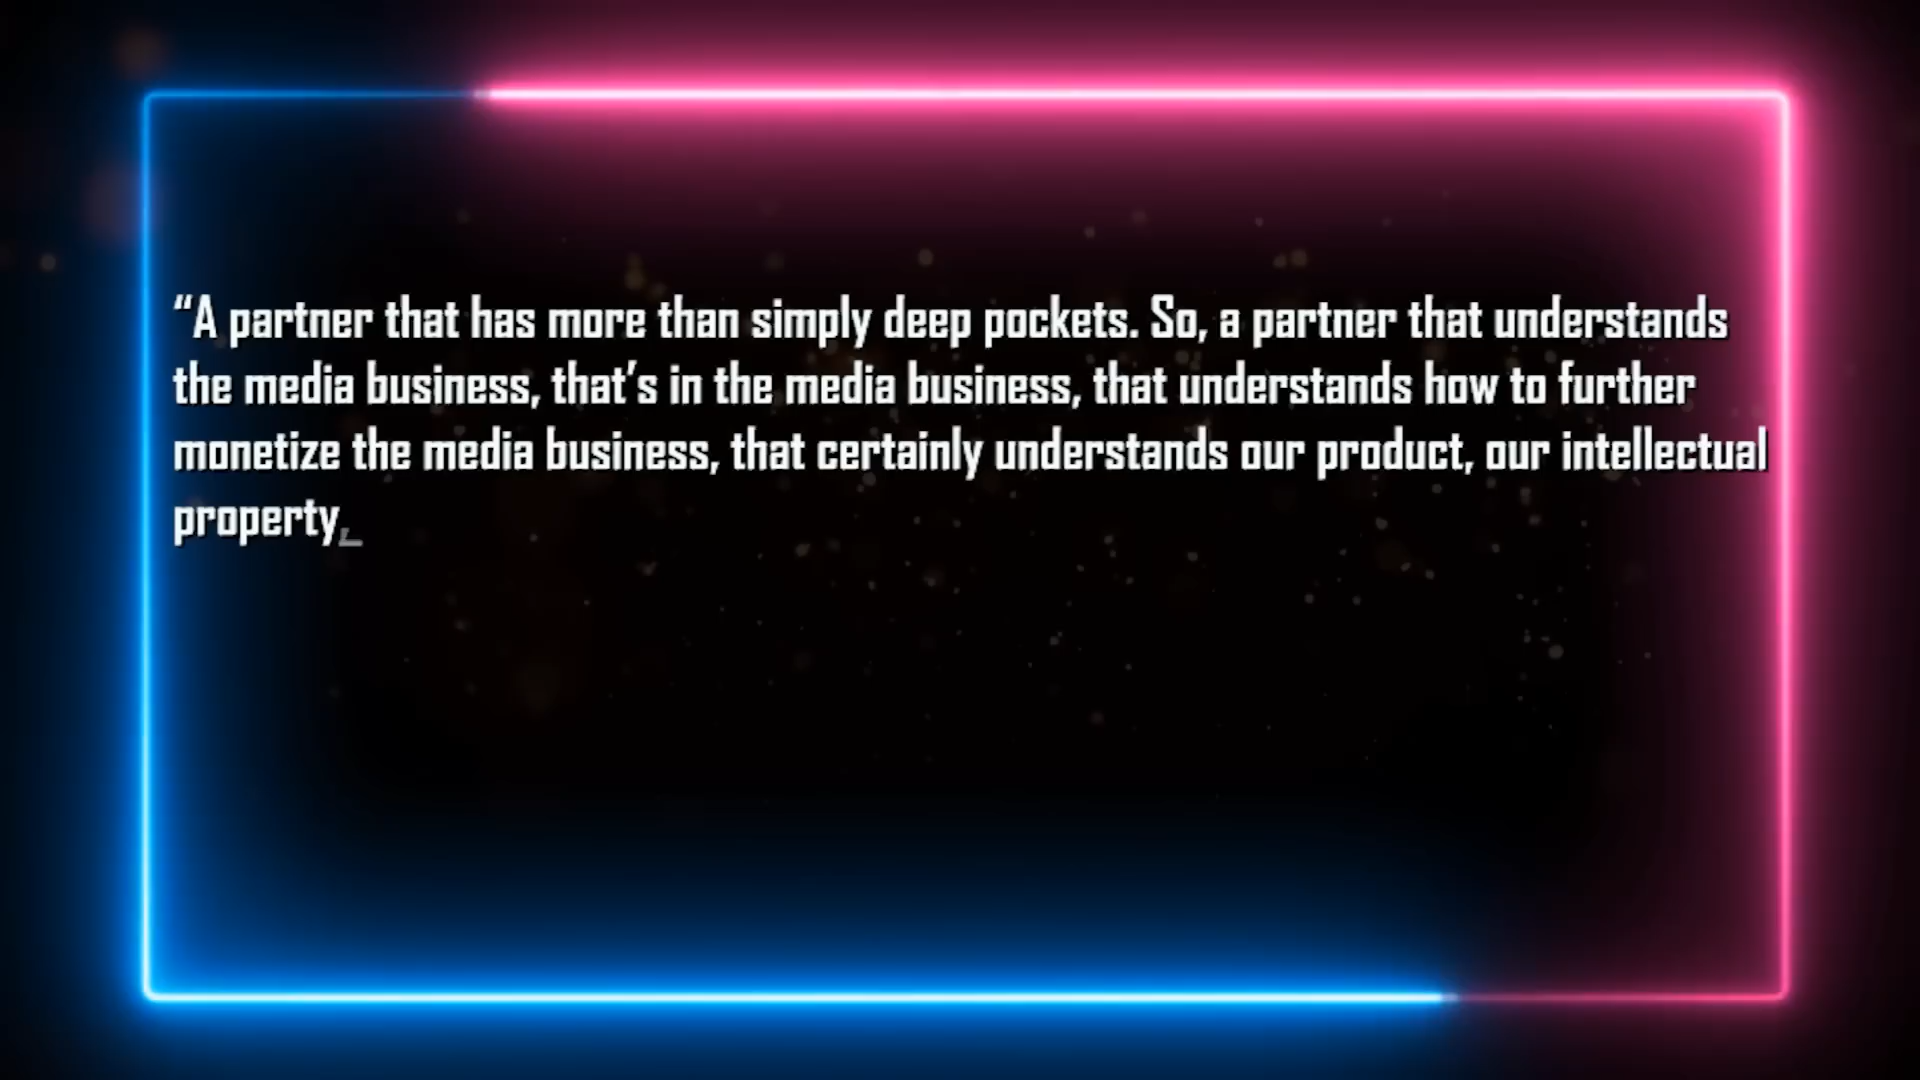 “A partner that has more than simply deep pockets. So, a partner that understands
the media business, that’s in the media business, that understands how to further
monetize the media business, that certainly understands our product, our intellectual
property,_